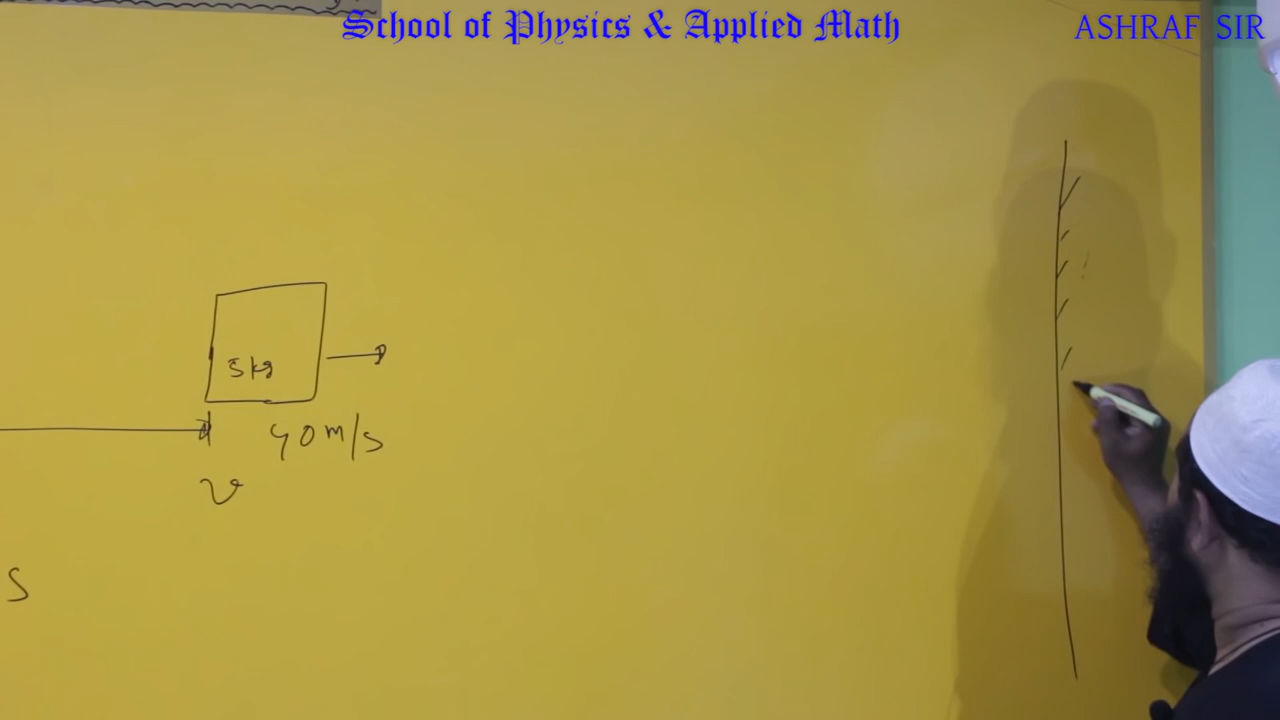 School of Physics & Applied Math
ASHRAF SIR
5kg
40m/s
v
S